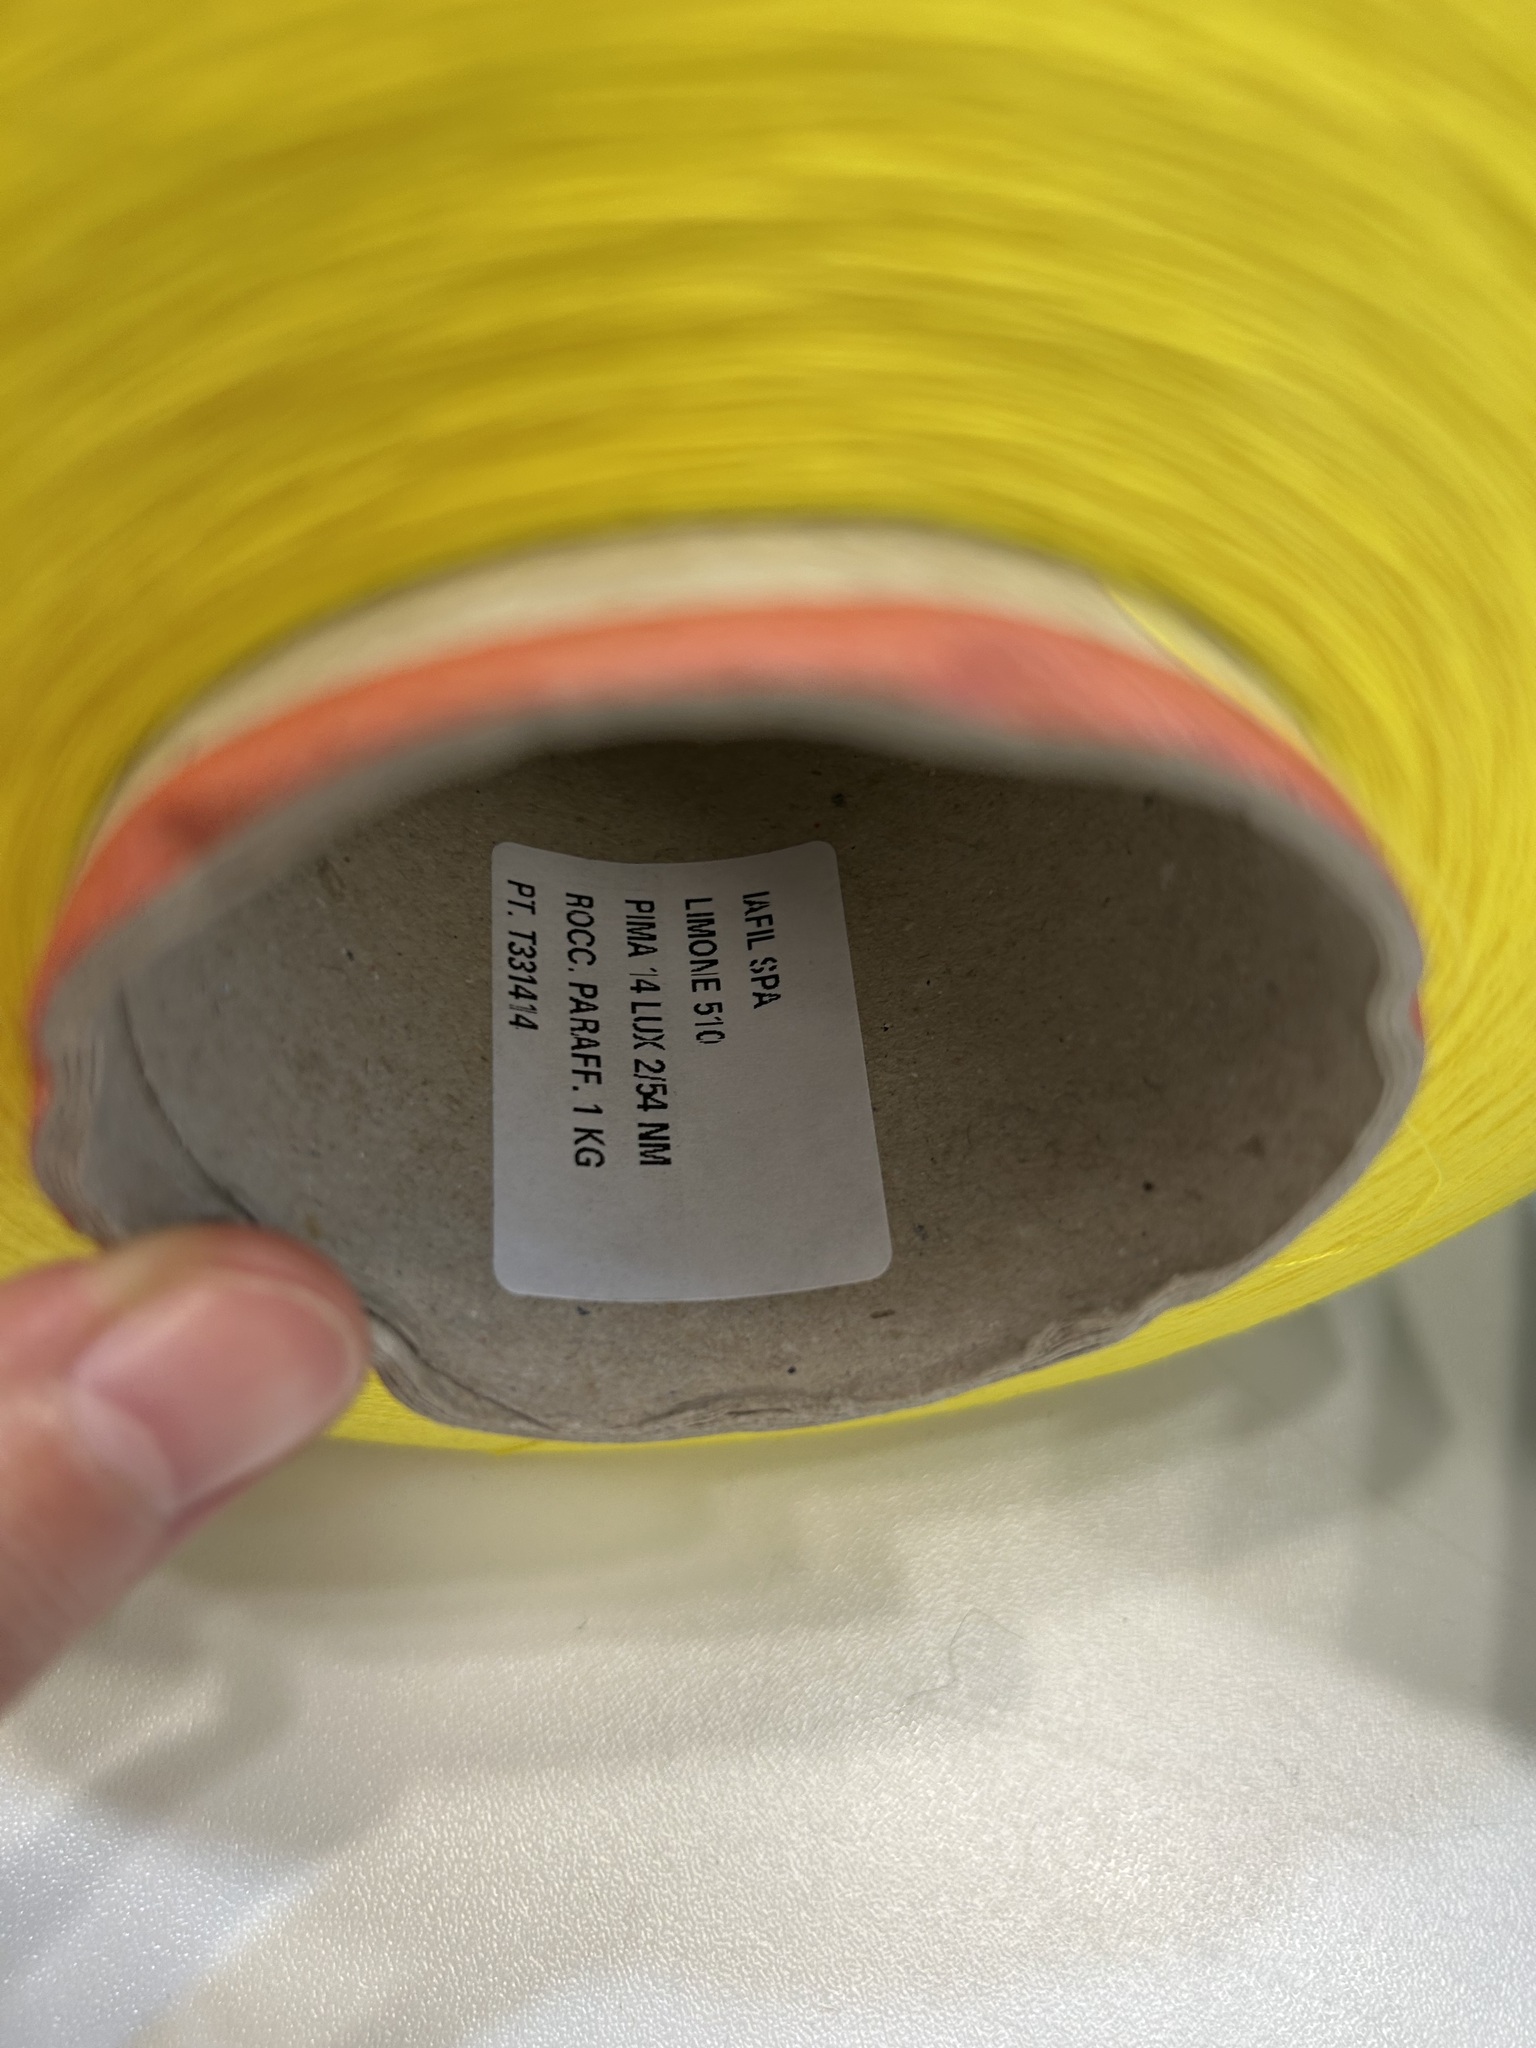 IAFIL SPA
LIMONE 510
PIMA 14 LUX 2/54 NM
ROCC. PARAFF. 1 KG
PT. T331414